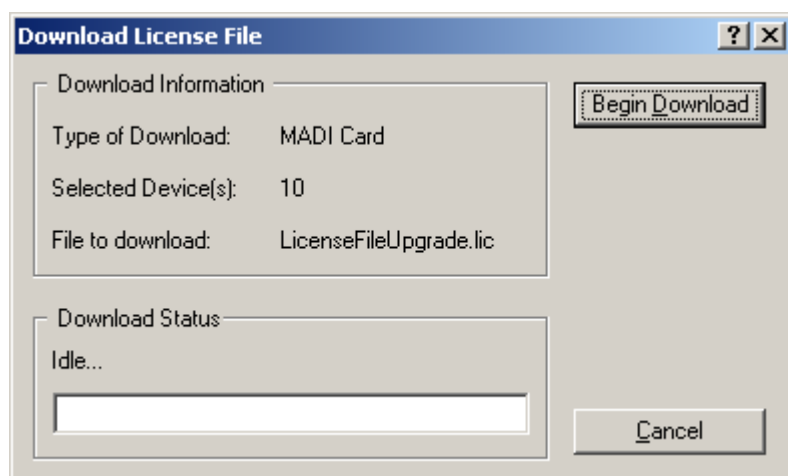 Download License File
Download Information
Type of Download: MADI Card
Selected Device(s): 10
File to download: LicenseFileUpgrade.lic
Begin Download
Download Status
Idle...
Cancel